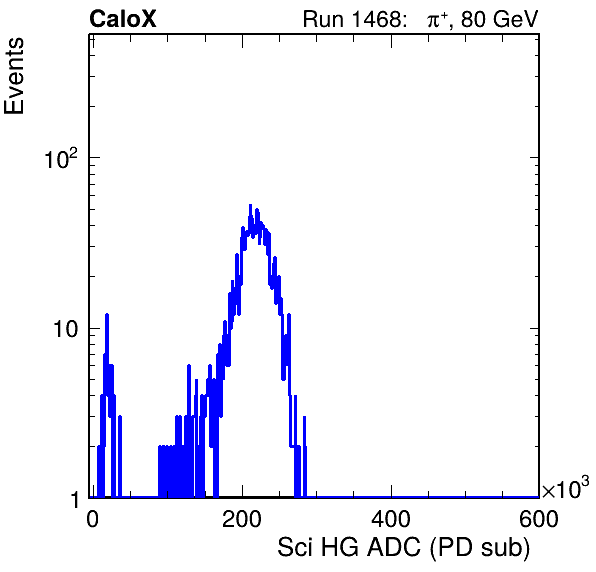 CaloX Run 1468: π⁺, 80 GeV
Events
10²
10
1
0 200 400 600
×10³
Sci HG ADC (PD sub)